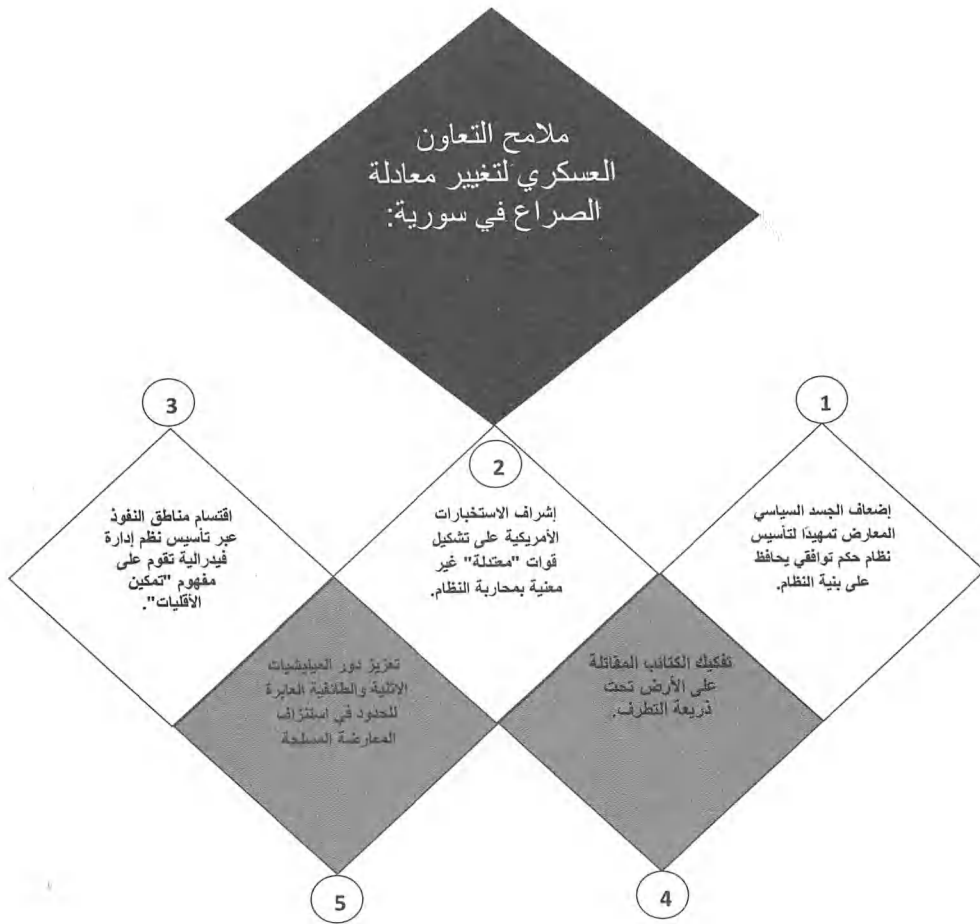 ملامح التعاون
العسكري لتغيير معادلة
الصراع في سورية:
1
إضعاف الجسد السياسي
المعارض تمهيدًا لتأسيس
نظام حكم توافقي يحافظ
على بنية النظام.
2
إشراف الاستخبارات
الأمريكية على تشكيل
قوات "معتدلة" غير
معنية بمحاربة النظام.
3
اقتسام مناطق النفوذ
عبر تأسيس نظم إدارة
فيدرالية تقوم على
مفهوم "تمكين
الأقليات".
تفكيك الكتائب المقاتلة
على الأرض تحت
ذريعة التطرف.
4
تعزيز دور الميليشيات
الإثنية والطائفية العابرة
للحدود في استنزاف
المعارضة المسلحة
5